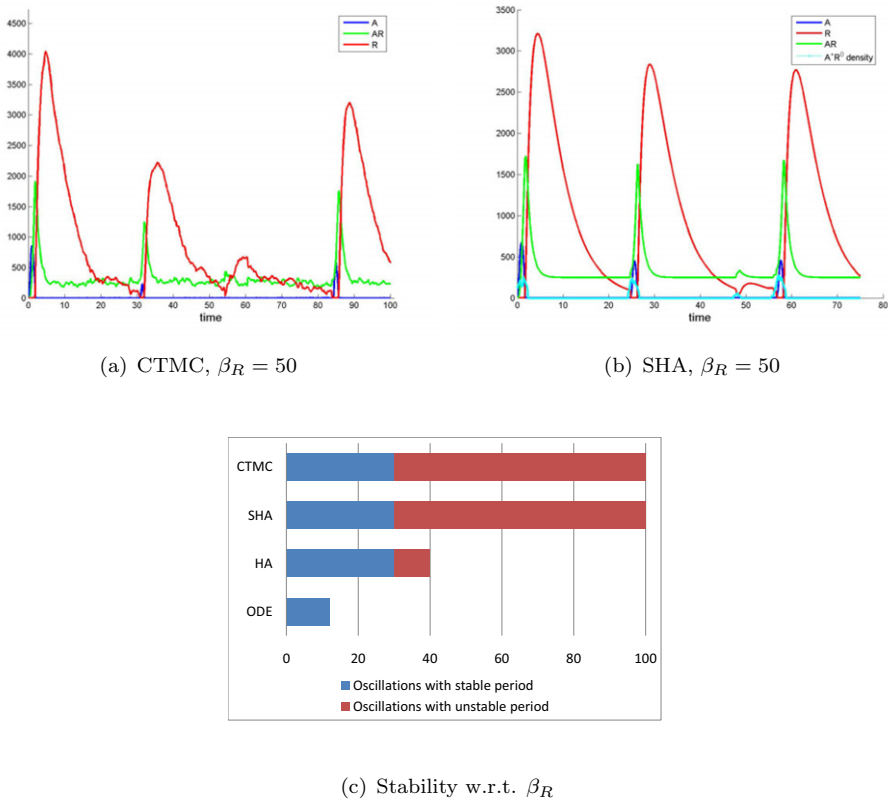 4500
4000
3500
3000
2500
2000
1500
1000
500
0
A
AR
R
0 10 20 30 40 50 60 70 80 90 100
time
(a) CTMC, β_R = 50
3500
3000
2500
2000
1500
1000
500
0
A
R
AR
A^*R^0 density
0 10 20 30 40 50 60 70 80
time
(b) SHA, β_R = 50
CTMC
SHA
HA
ODE
0 20 40 60 80 100
Oscillations with stable period
Oscillations with unstable period
(c) Stability w.r.t. β_R